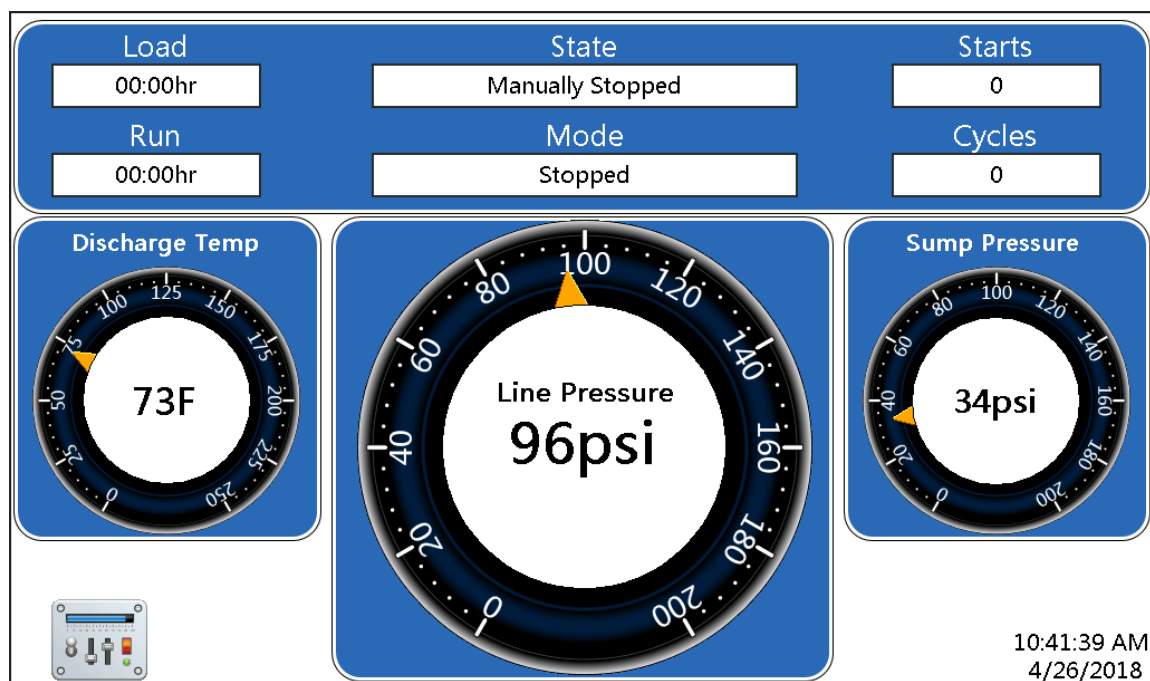 Load
State
Starts
00:00hr
Manually Stopped
0
Run
Mode
Cycles
00:00hr
Stopped
0
Discharge Temp
0
25
50
75
100
125
150
175
200
225
250
73F
0
20
40
60
80
100
120
140
160
180
200
Line Pressure
96psi
Sump Pressure
0
20
40
60
80
100
120
140
160
180
200
34psi
10:41:39 AM
4/26/2018